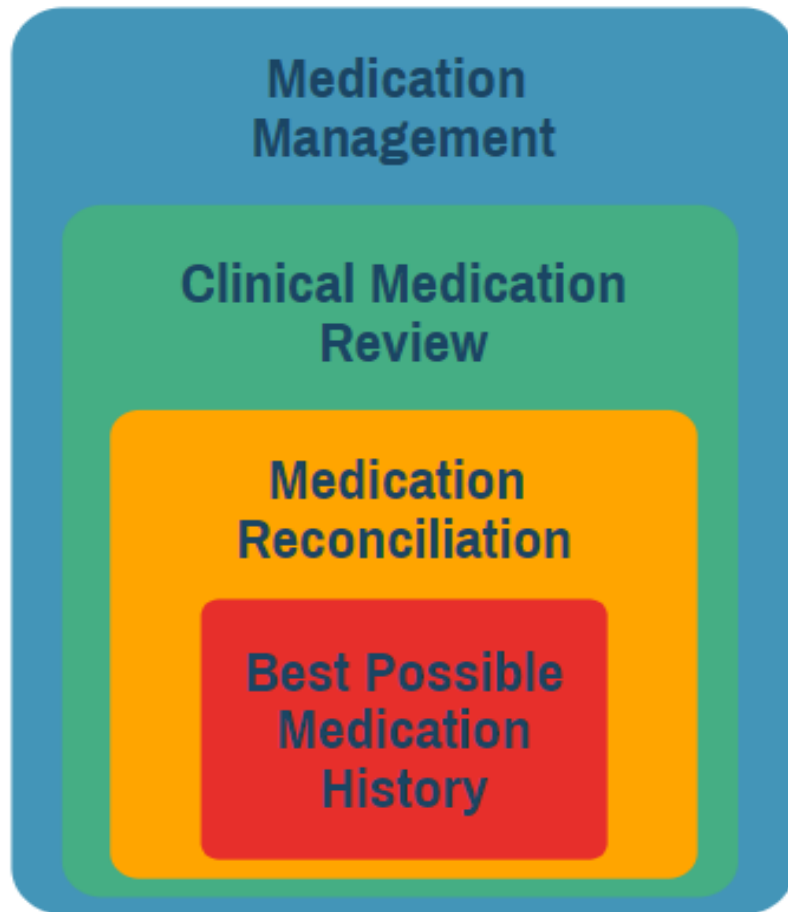 Medication
Management
Clinical Medication
Review
Medication
Reconciliation
Best Possible
Medication
History